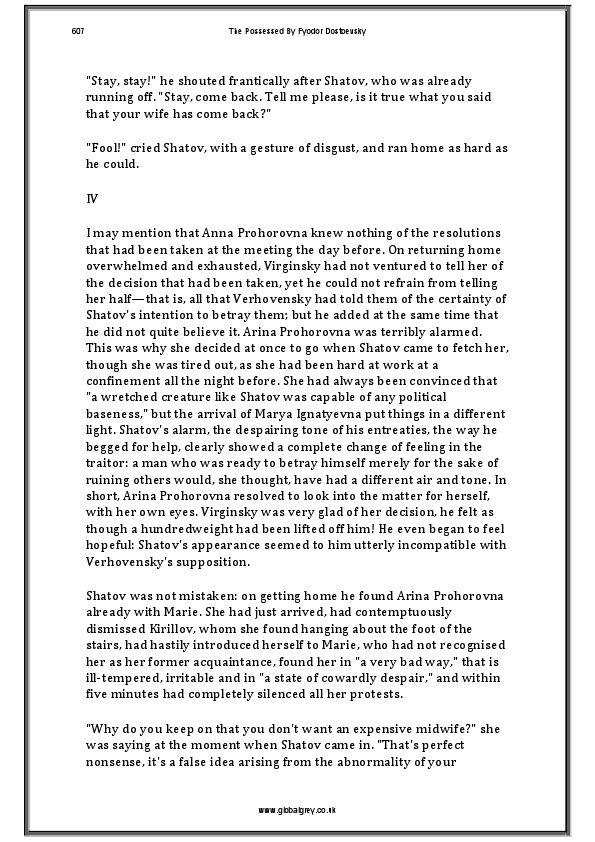 607
The Possessed By Fyodor Dostoevsky
"Stay, stay!" he shouted frantically after Shatov, who was already
running off. "Stay, come back. Tell me please, is it true what you said
that your wife has come back?"
"Fool!" cried Shatov, with a gesture of disgust, and ran home as hard as
he could.
IV
I may mention that Anna Prohorovna knew nothing of the resolutions
that had been taken at the meeting the day before. On returning home
overwhelmed and exhausted, Virginsky had not ventured to tell her of
the decision that had been taken, yet he could not refrain from telling
her half—that is, all that Verhovensky had told them of the certainty of
Shatov's intention to betray them; but he added at the same time that
he did not quite believe it. Arina Prohorovna was terribly alarmed.
This was why she decided at once to go when Shatov came to fetch her,
though she was tired out, as she had been hard at work at a
confinement all the night before. She had always been convinced that
"a wretched creature like Shatov was capable of any political
baseness," but the arrival of Marya Ignatyevna put things in a different
light. Shatov's alarm, the despairing tone of his entreaties, the way he
begged for help, clearly showed a complete change of feeling in the
traitor: a man who was ready to betray himself merely for the sake of
ruining others would, she thought, have had a different air and tone. In
short, Arina Prohorovna resolved to look into the matter for herself,
with her own eyes. Virginsky was very glad of her decision, he felt as
though a hundredweight had been lifted off him! He even began to feel
hopeful: Shatov's appearance seemed to him utterly incompatible with
Verhovensky's supposition.
Shatov was not mistaken: on getting home he found Arina Prohorovna
already with Marie. She had just arrived, had contemptuously
dismissed Kirillov, whom she found hanging about the foot of the
stairs, had hastily introduced herself to Marie, who had not recognised
her as her former acquaintance, found her in "a very bad way," that is
ill-tempered, irritable and in "a state of cowardly despair," and within
five minutes had completely silenced all her protests.
"Why do you keep on that you don't want an expensive midwife?" she
was saying at the moment when Shatov came in. "That's perfect
nonsense, it's a false idea arising from the abnormality of your
www.globalgrey.co.uk